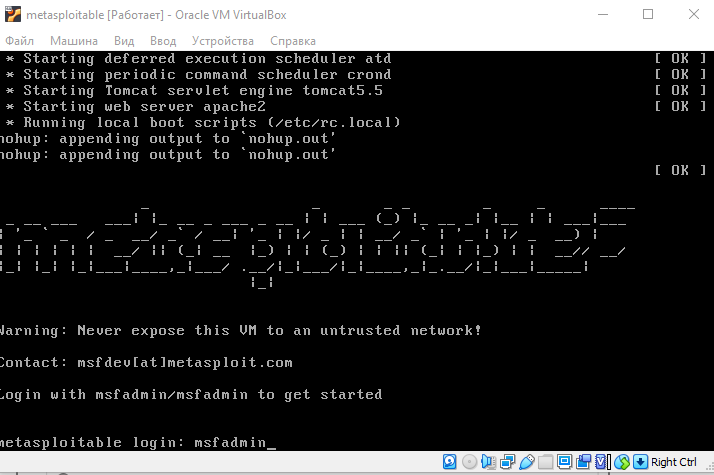 metasploitable [Работает] - Oracle VM VirtualBox
Файл Машина Вид Ввод Устройства Справка
* Starting deferred execution scheduler atd [ OK ]
* Starting periodic command scheduler crond [ OK ]
* Starting Tomcat servlet engine tomcat5.5 [ OK ]
* Starting web server apache2 [ OK ]
* Running local boot scripts (/etc/rc.local)
nohup: appending output to `nohup.out'
nohup: appending output to `nohup.out'
[ OK ]
metasploitable2
Warning: Never expose this VM to an untrusted network!
Contact: msfdev[at]metasploit.com
Login with msfadmin/msfadmin to get started
metasploitable login: msfadmin_
Right Ctrl